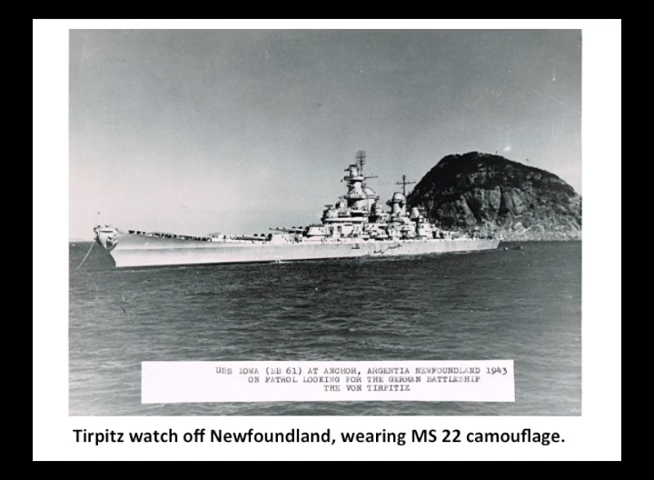 USS IOWA (BB 61) AT ANCHOR, ARGENTIA NEWFOUNDLAND 1943
ON PATROL LOOKING FOR THE GERMAN BATTLESHIP
THE VON TIRPITIZ
Tirpitz watch off Newfoundland, wearing MS 22 camouflage.